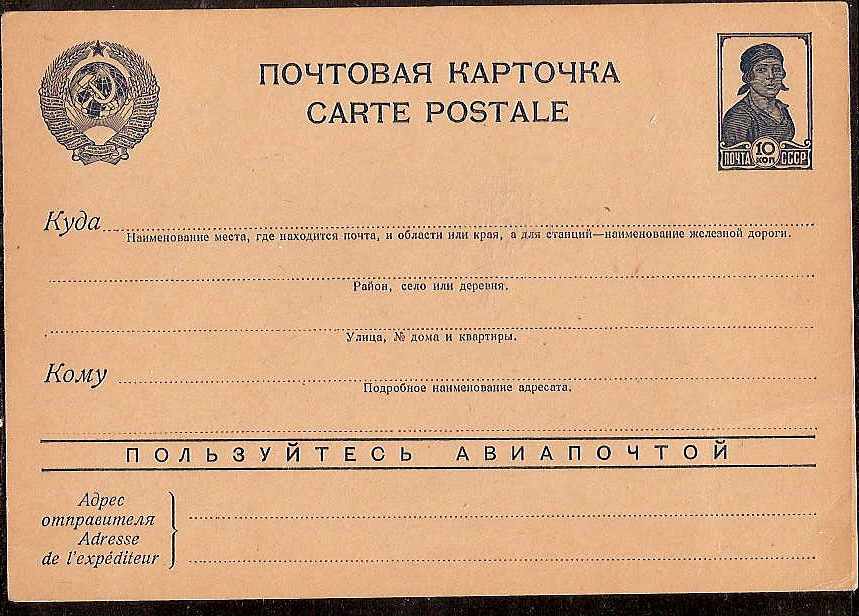 ПОЧТОВАЯ КАРТОЧКА
CARTE POSTALE
ПОЧТА 10 КОП СССР
Куда
Наименование места, где находится почта, и области или края, а для станций—наименование железной дороги.
Район, село или деревня.
Улица, № дома и квартиры.
Кому
Подробное наименование адресата.
ПОЛЬЗУЙТЕСЬ АВИАПОЧТОЙ
Адрес
отправителя
Adresse
de l'expéditeur